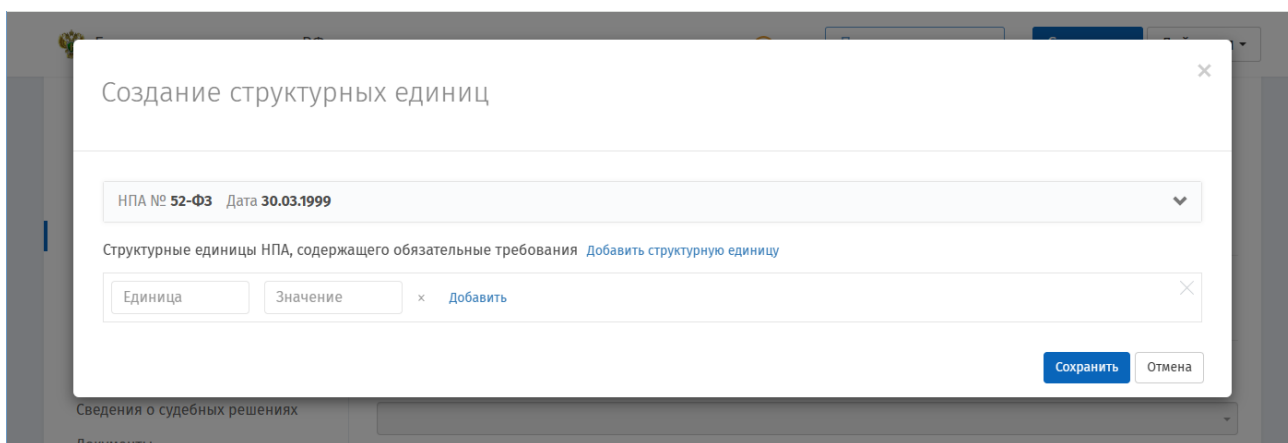 Создание структурных единиц
×
НПА № 52-ФЗ Дата 30.03.1999
Структурные единицы НПА, содержащего обязательные требования Добавить структурную единицу
Единица Значение × Добавить
Сохранить Отмена
Сведения о судебных решениях
Документы